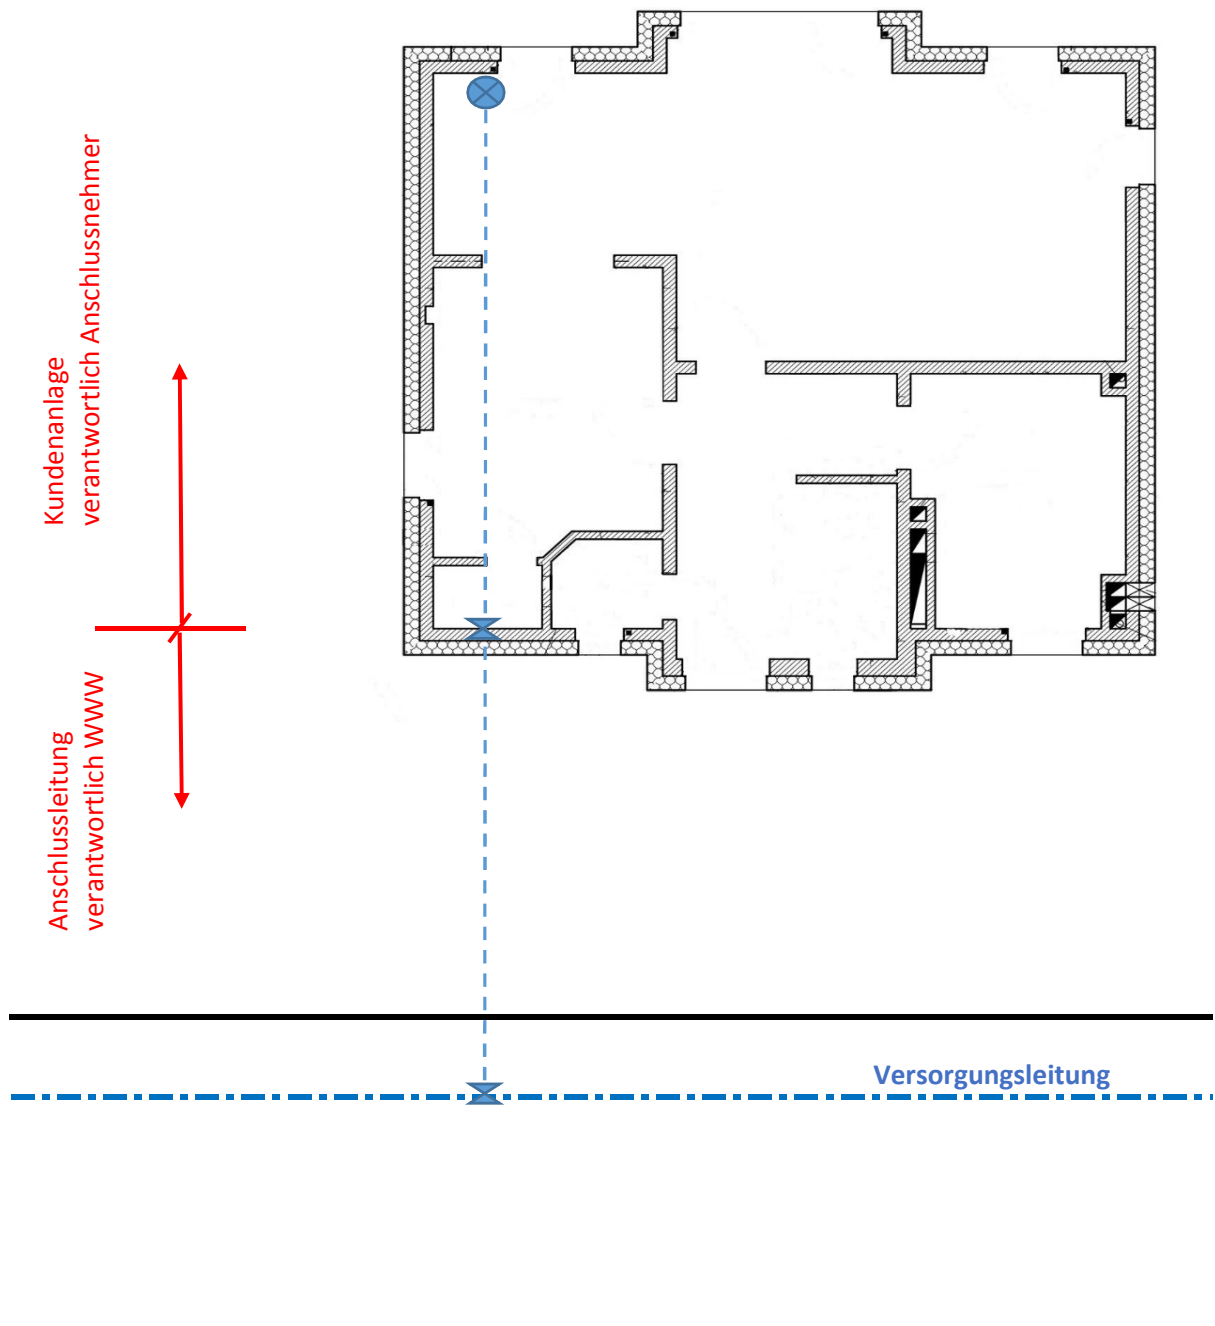 Kundenanlage
verantwortlich Anschlussnehmer
Anschlussleitung
verantwortlich WWW
Versorgungsleitung